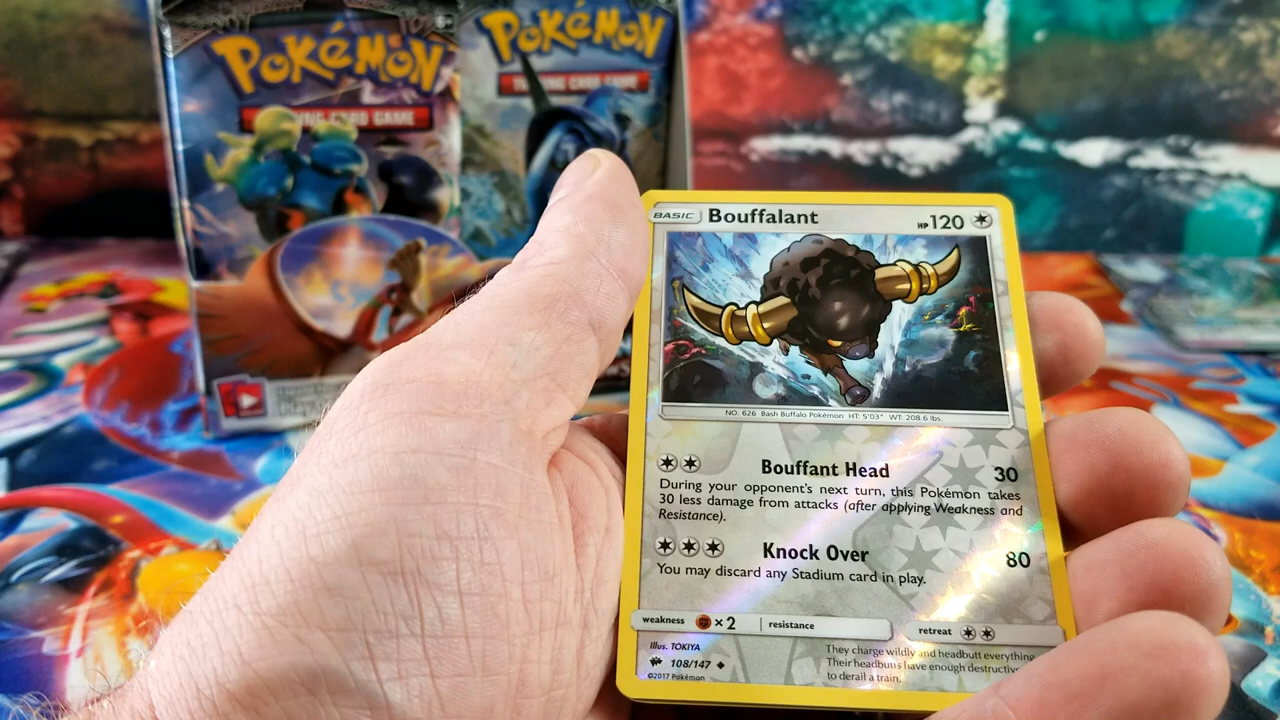 POKéMON
TRADING CARD GAME
POKéMON
TRADING CARD GAME
BASIC Bouffalant HP 120
NO. 626 Bash Buffalo Pokémon HT: 5'03" WT: 208.6 lbs.
Bouffant Head 30
During your opponent's next turn, this Pokémon takes
30 less damage from attacks (after applying Weakness and
Resistance).
Knock Over 80
You may discard any Stadium card in play.
weakness ×2 resistance retreat
Illus. TOKIYA
108/147
©2017 Pokémon
They charge wildly and headbutt everything.
Their headbutts have enough destructive
to derail a train.